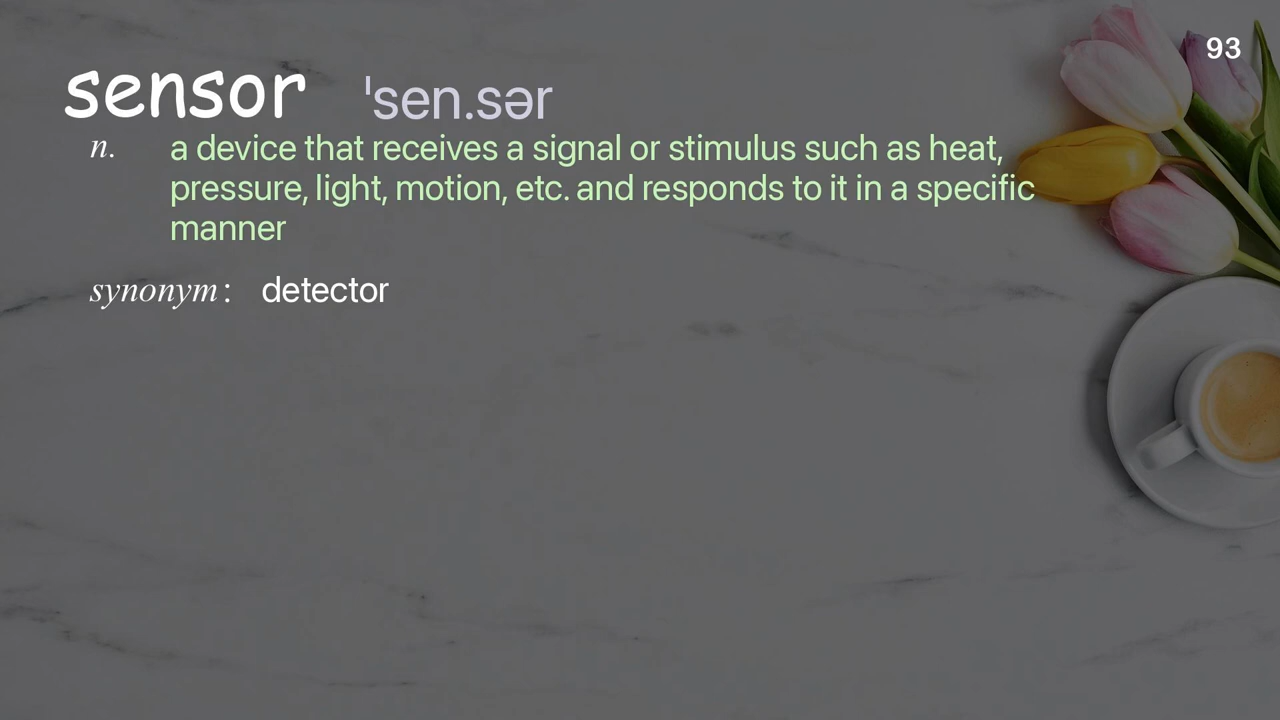 93
sensor ˈsen.sər
n. a device that receives a signal or stimulus such as heat,
pressure, light, motion, etc. and responds to it in a specific
manner
synonym : detector